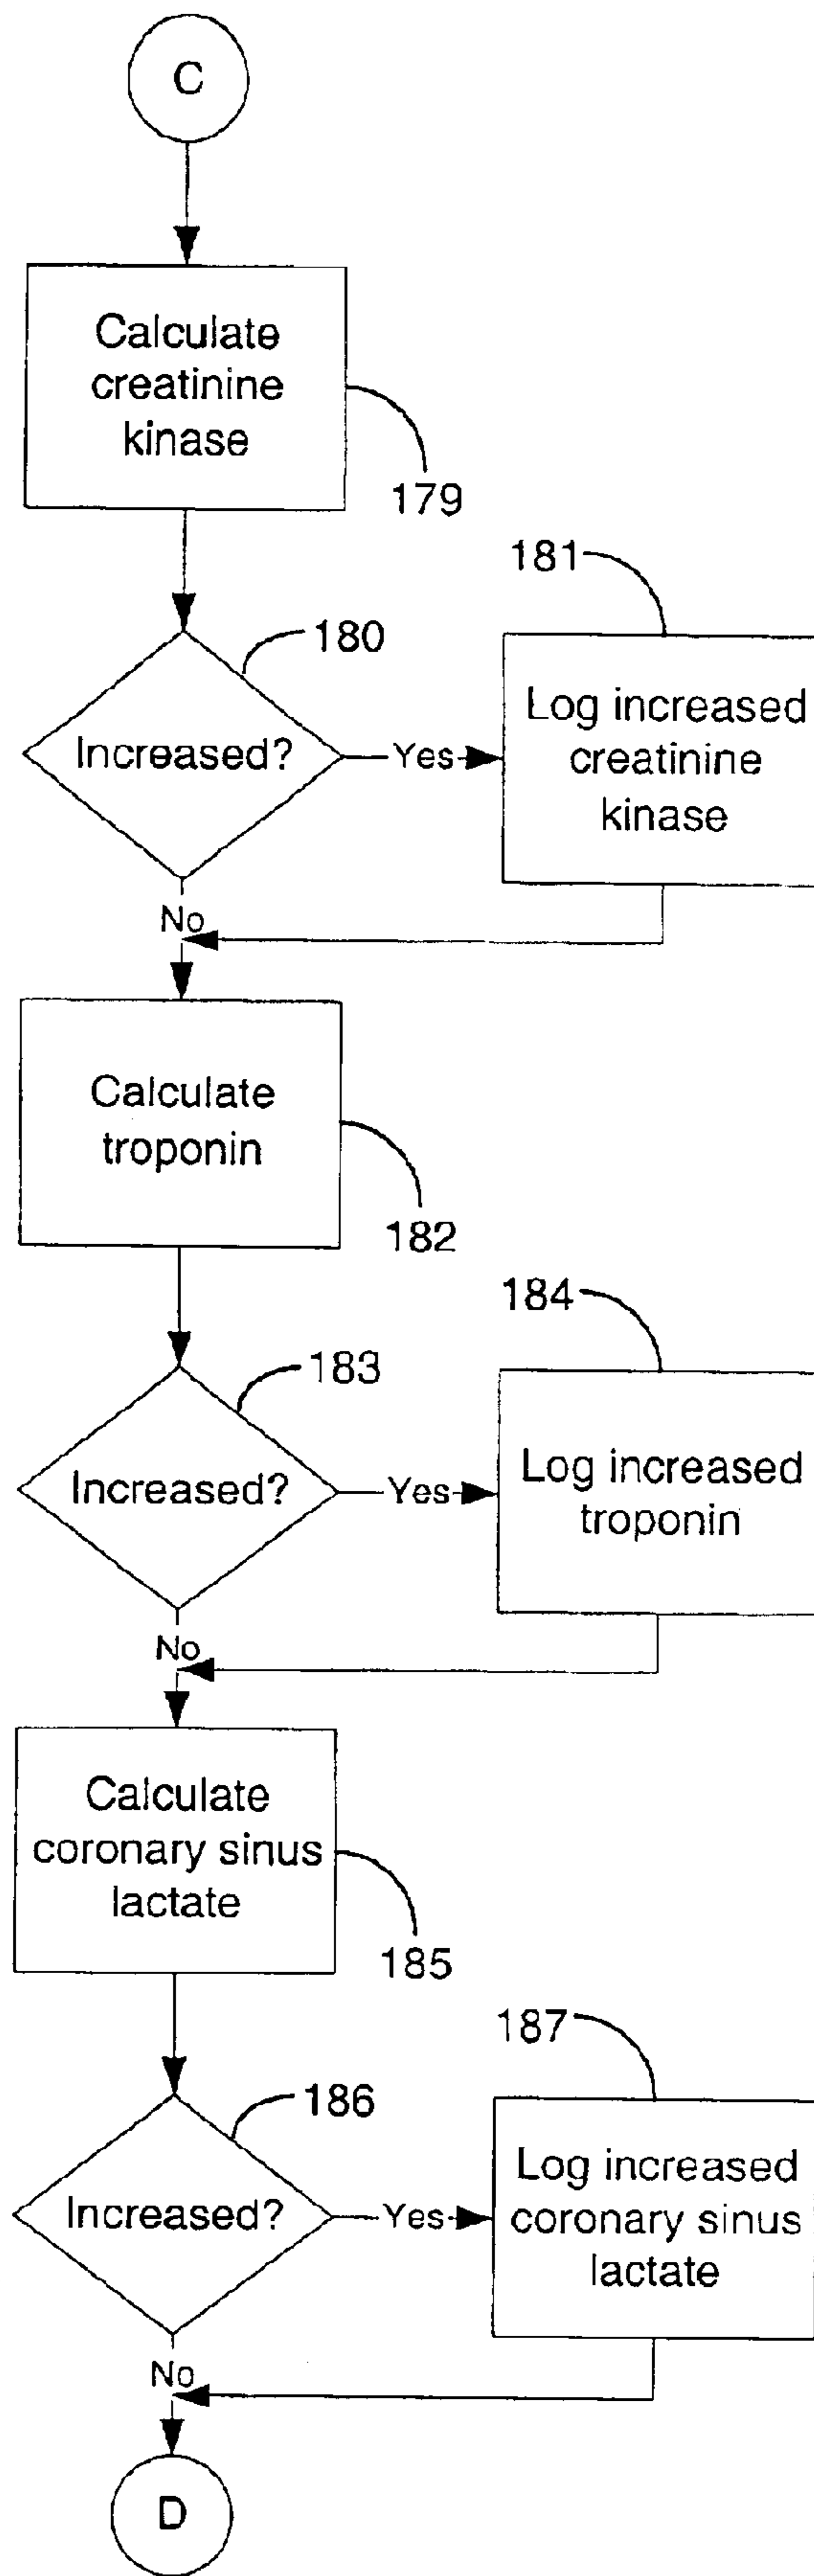 C
Calculate
creatinine
kinase
179
181
180
Increased?
Yes
Log increased
creatinine
kinase
No
Calculate
troponin
182
184
183
Increased?
Yes
Log increased
troponin
No
Calculate
coronary sinus
lactate
185
187
186
Increased?
Yes
Log increased
coronary sinus
lactate
No
D